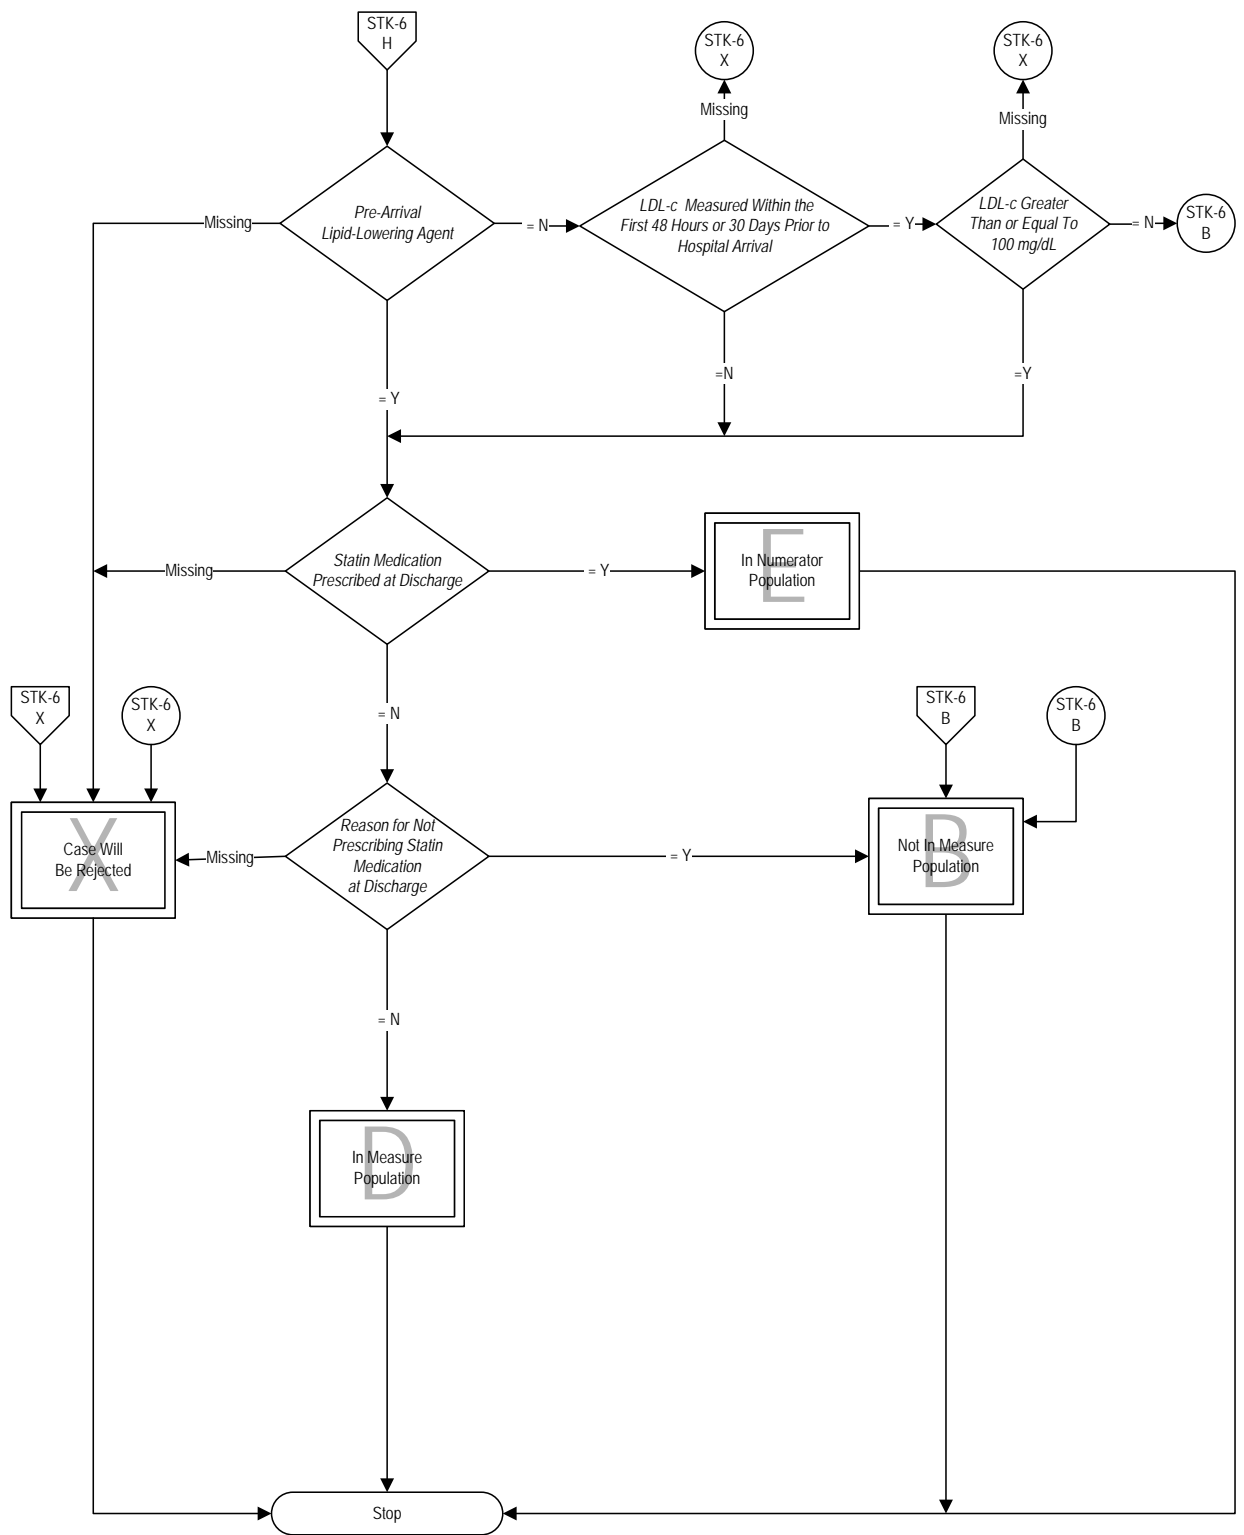 STK-6
H
STK-6
X
STK-6
X
Missing
Missing
Pre-Arrival
Lipid-Lowering Agent
Missing
= N
LDL-c Measured Within the
First 48 Hours or 30 Days Prior to
Hospital Arrival
= Y
LDL-c Greater
Than or Equal To
100 mg/dL
= N
STK-6
B
= Y
=N
=Y
Statin Medication
Prescribed at Discharge
Missing
= Y
E
In Numerator
Population
= N
STK-6
X
STK-6
X
STK-6
B
STK-6
B
X
Case Will
Be Rejected
Missing
Reason for Not
Prescribing Statin
Medication
at Discharge
= Y
B
Not In Measure
Population
= N
D
In Measure
Population
Stop